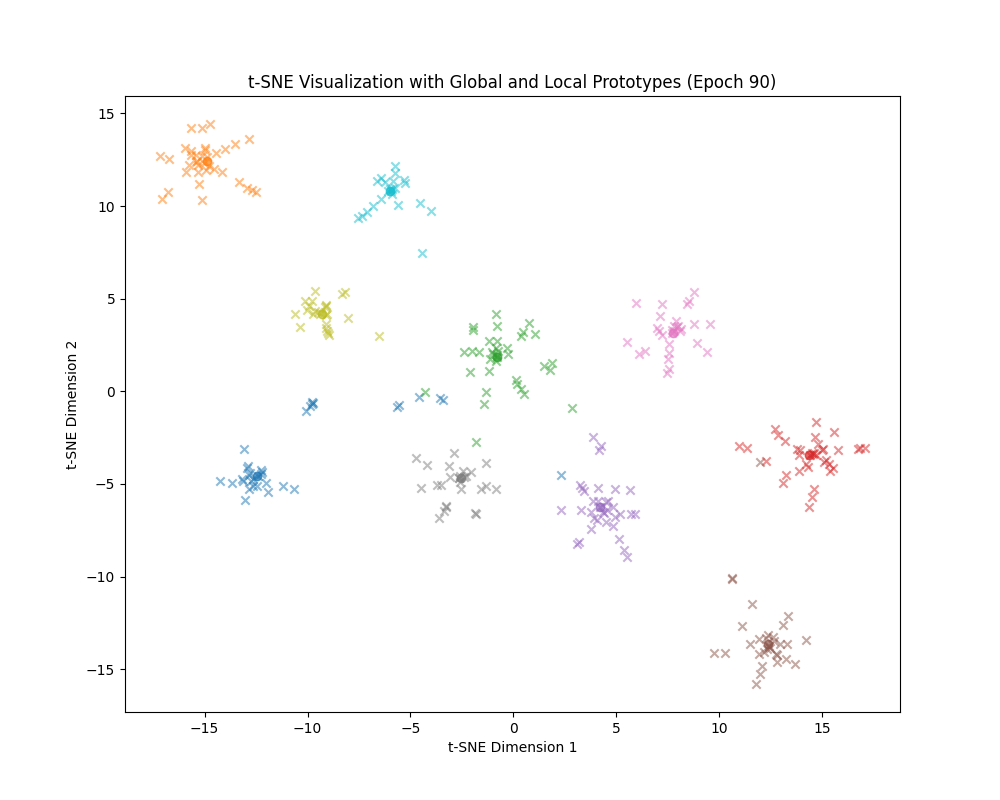 t-SNE Visualization with Global and Local Prototypes (Epoch 90)
15
10
5
0
−5
−10
−15
t-SNE Dimension 2
−15 −10 −5 0 5 10 15
t-SNE Dimension 1